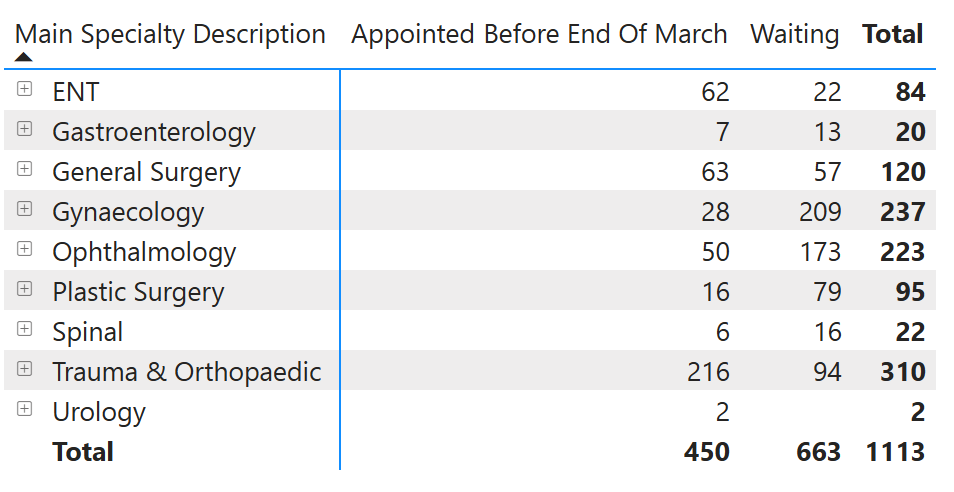 Main Specialty Description Appointed Before End Of March Waiting Total
ENT 62 22 84
Gastroenterology 7 13 20
General Surgery 63 57 120
Gynaecology 28 209 237
Ophthalmology 50 173 223
Plastic Surgery 16 79 95
Spinal 6 16 22
Trauma & Orthopaedic 216 94 310
Urology 2 2
Total 450 663 1113